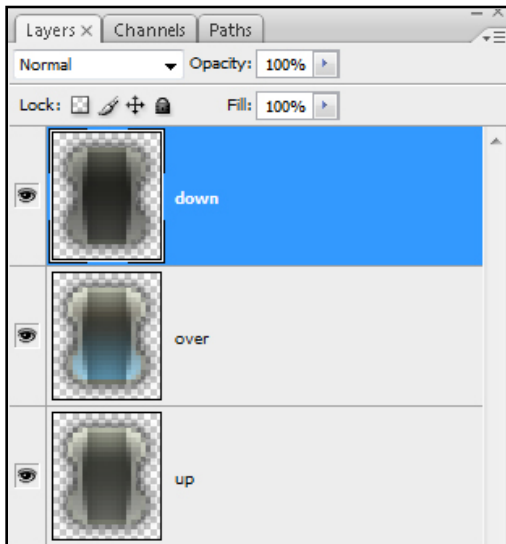 Layers × Channels Paths
Normal Opacity: 100%
Lock: Fill: 100%
down
over
up